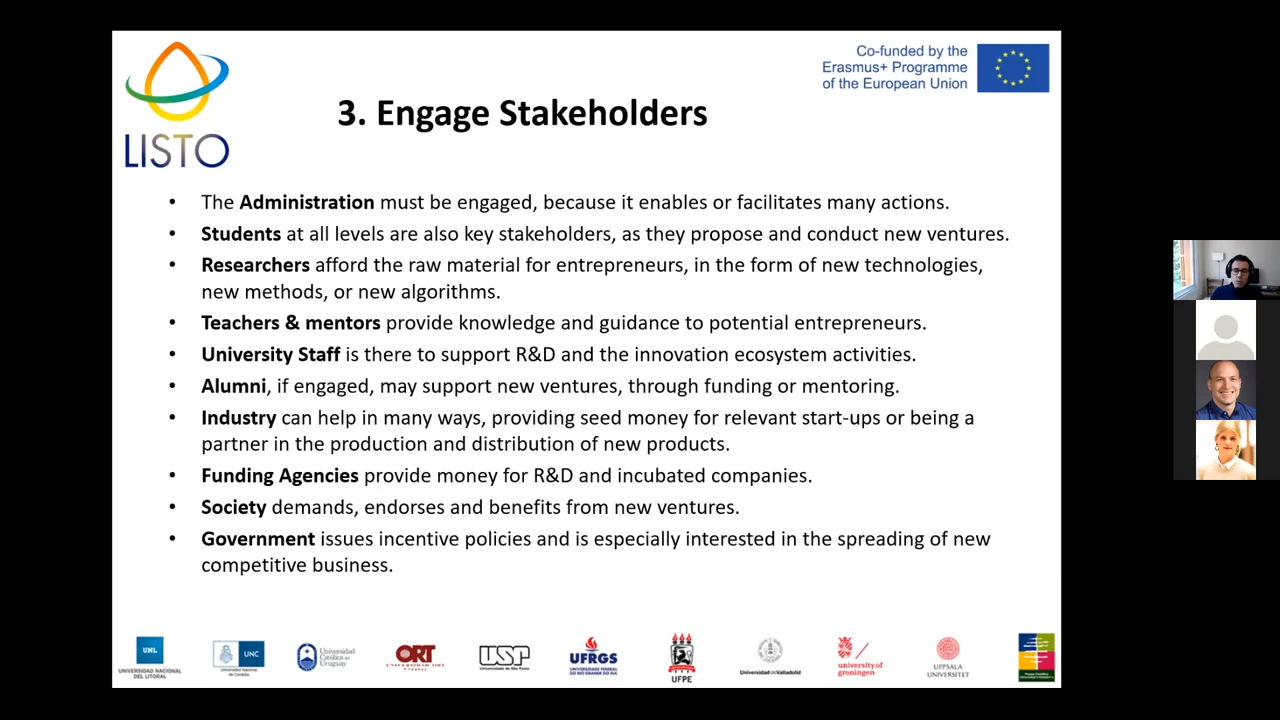 LISTO
Co-funded by the
Erasmus+ Programme
of the European Union
3. Engage Stakeholders
• The Administration must be engaged, because it enables or facilitates many actions.
• Students at all levels are also key stakeholders, as they propose and conduct new ventures.
• Researchers afford the raw material for entrepreneurs, in the form of new technologies,
new methods, or new algorithms.
• Teachers & mentors provide knowledge and guidance to potential entrepreneurs.
• University Staff is there to support R&D and the innovation ecosystem activities.
• Alumni, if engaged, may support new ventures, through funding or mentoring.
• Industry can help in many ways, providing seed money for relevant start-ups or being a
partner in the production and distribution of new products.
• Funding Agencies provide money for R&D and incubated companies.
• Society demands, endorses and benefits from new ventures.
• Government issues incentive policies and is especially interested in the spreading of new
competitive business.
UNL
UNIVERSIDAD NACIONAL
DEL LITORAL
UNC
Universidad Nacional
de Córdoba
Universidad
Católica del
Uruguay
ORT
UNIVERSIDAD ORT
Uruguay
USP
Universidade de São Paulo
UFRGS
UNIVERSIDADE FEDERAL
DO RIO GRANDE DO SUL
UFPE
Universidad de Valladolid
university of
groningen
UPPSALA
UNIVERSITET